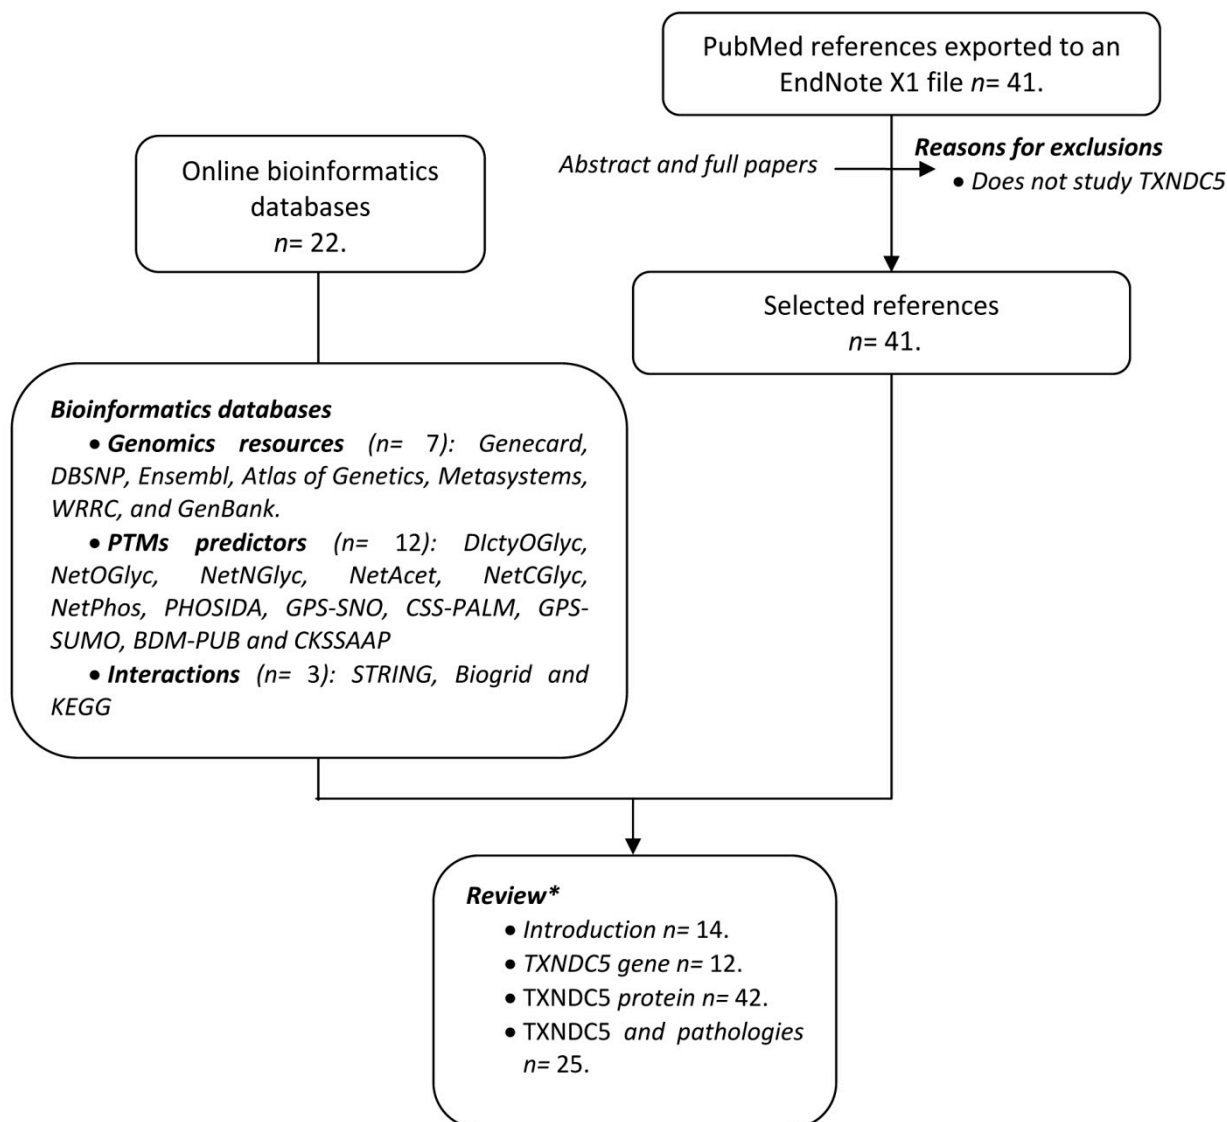 PubMed references exported to an
EndNote X1 file n= 41.
Abstract and full papers
Reasons for exclusions
• Does not study TXNDC5
Online bioinformatics
databases
n= 22.
Selected references
n= 41.
Bioinformatics databases
• Genomics resources (n= 7): Genecard,
DBSNP, Ensembl, Atlas of Genetics, Metasystems,
WRRC, and GenBank.
• PTMs predictors (n= 12): DIctyOGlyc,
NetOGlyc, NetNGlyc, NetAcet, NetCGlyc,
NetPhos, PHOSIDA, GPS-SNO, CSS-PALM, GPS-
SUMO, BDM-PUB and CKSSAAP
• Interactions (n= 3): STRING, Biogrid and
KEGG
Review*
• Introduction n= 14.
• TXNDC5 gene n= 12.
• TXNDC5 protein n= 42.
• TXNDC5 and pathologies
n= 25.